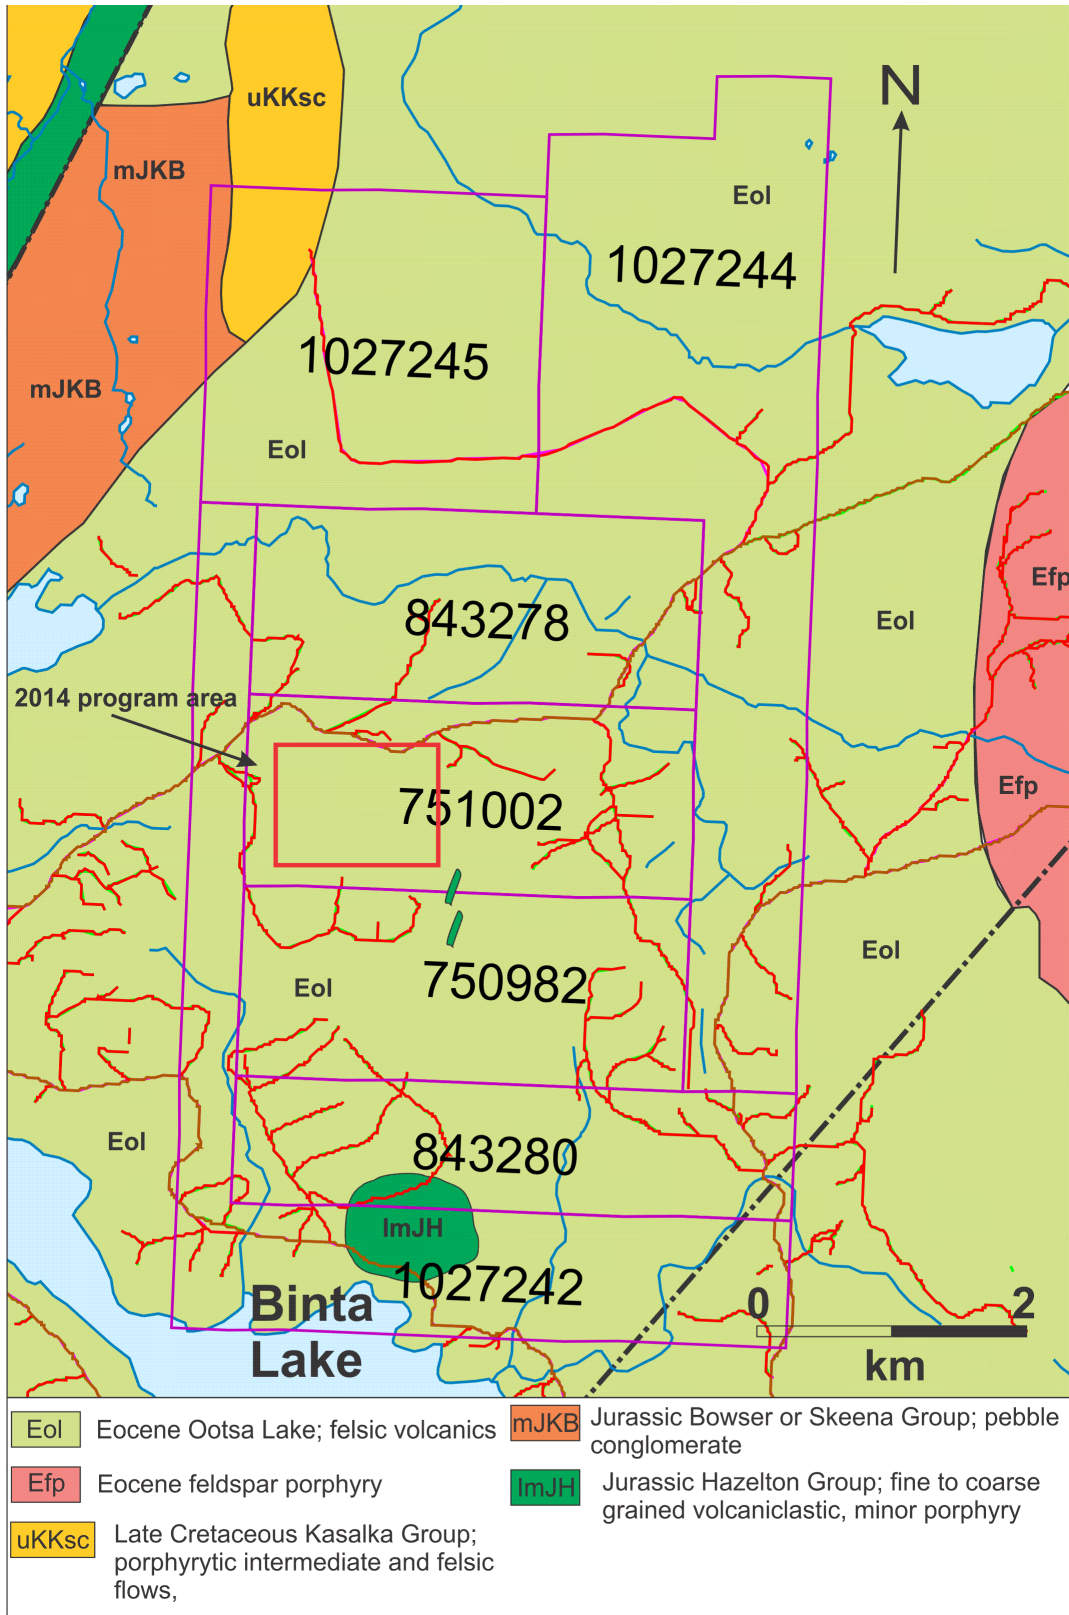 uKKsc
N
mJKB
Eol
1027244
1027245
mJKB
Eol
Efp
843278
Eol
2014 program area
Efp
751002
Eol
750982
Eol
Eol
843280
lmJH
1027242
Binta
Lake
0 2
km
Eol Eocene Ootsa Lake; felsic volcanics
Efp Eocene feldspar porphyry
uKKsc Late Cretaceous Kasalka Group;
porphyrytic intermediate and felsic
flows,
mJKB Jurassic Bowser or Skeena Group; pebble
conglomerate
lmJH Jurassic Hazelton Group; fine to coarse
grained volcaniclastic, minor porphyry